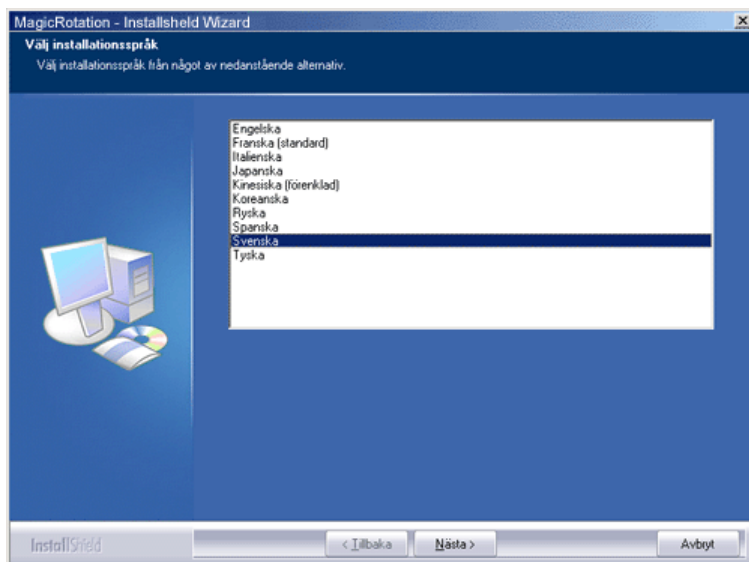 MagicRotation - Installsheld Wizard
Välj installationsspråk
Välj installationsspråk från något av nedanstående alternativ.
Engelska
Franska (standard)
Italienska
Japanska
Kinesiska (förenklad)
Koreanska
Ryska
Spanska
Svenska
Tyska
InstallShield
< Tillbaka
Nästa >
Avbryt